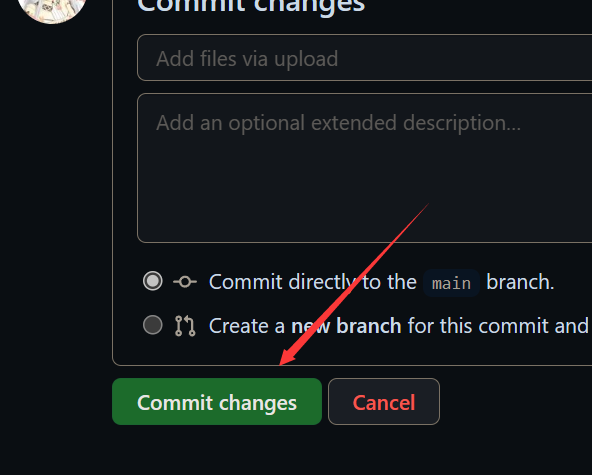 Commit changes
Add files via upload
Add an optional extended description...
Commit directly to the main branch.
Create a new branch for this commit and
Commit changes
Cancel